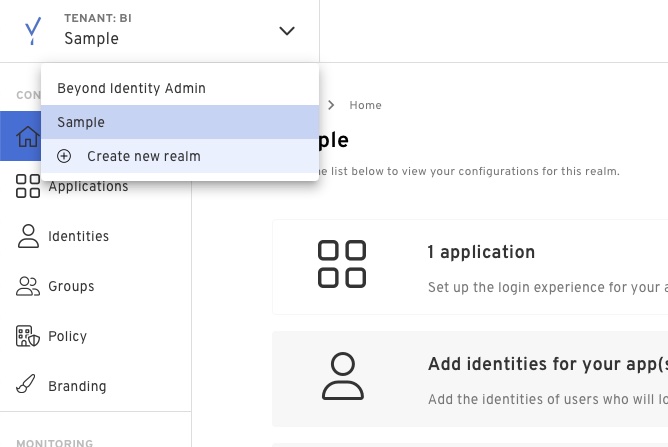 TENANT: BI
Sample
Beyond Identity Admin
Sample
Create new realm
CON
Home
ple
e list below to view your configurations for this realm.
Applications
Identities
Groups
Policy
Branding
MONITORING
1 application
Set up the login experience for your a
Add identities for your app(s
Add the identities of users who will lo